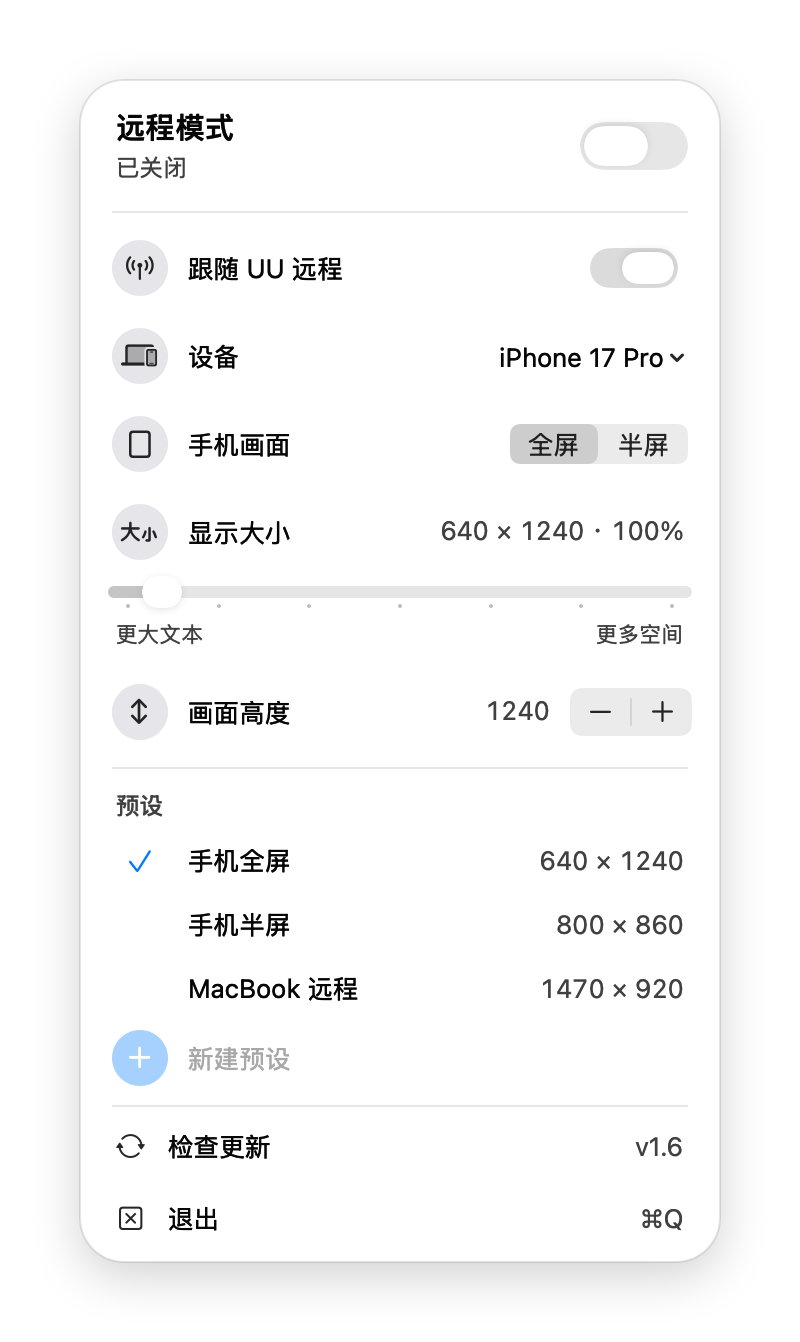 远程模式
已关闭
跟随 UU 远程
设备 iPhone 17 Pro
手机画面 全屏 半屏
大小 显示大小 640 × 1240 · 100%
更大文本 更多空间
画面高度 1240 − +
预设
手机全屏 640 × 1240
手机半屏 800 × 860
MacBook 远程 1470 × 920
+ 新建预设
检查更新 v1.6
退出 ⌘Q